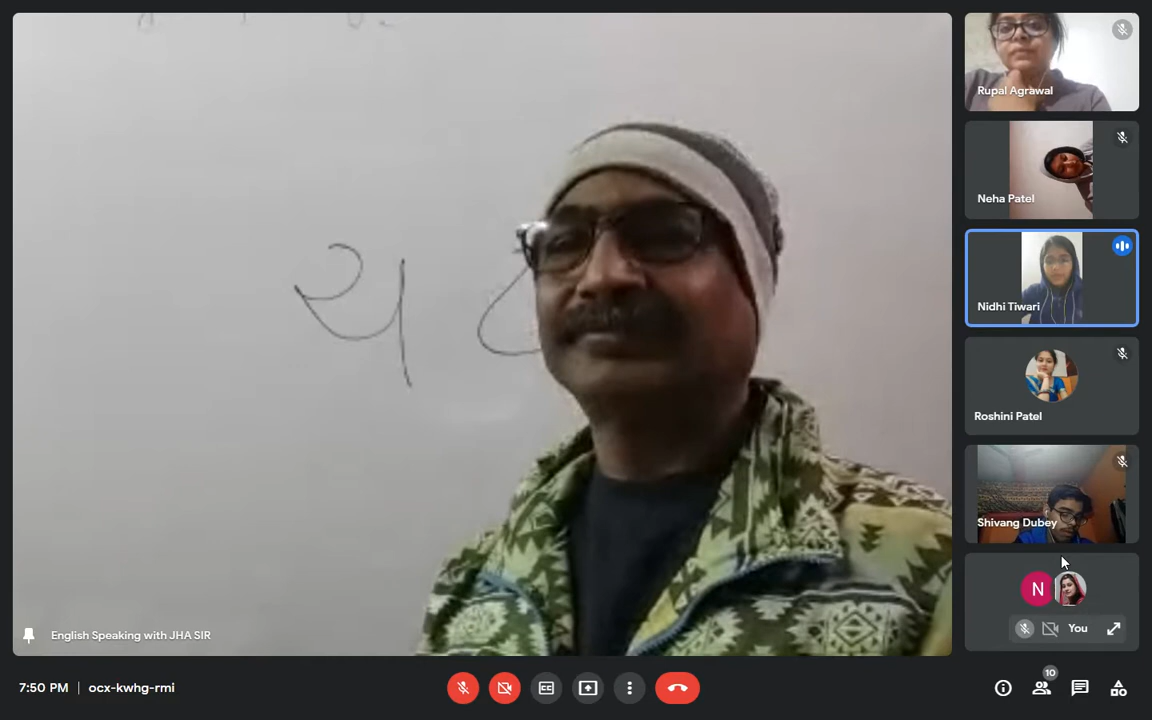 Rupal Agrawal
Neha Patel
Nidhi Tiwari
Roshini Patel
Shivang Dubey
N
You
य
English Speaking with JHA SIR
7:50 PM | ocx-kwhg-rmi
CC
10